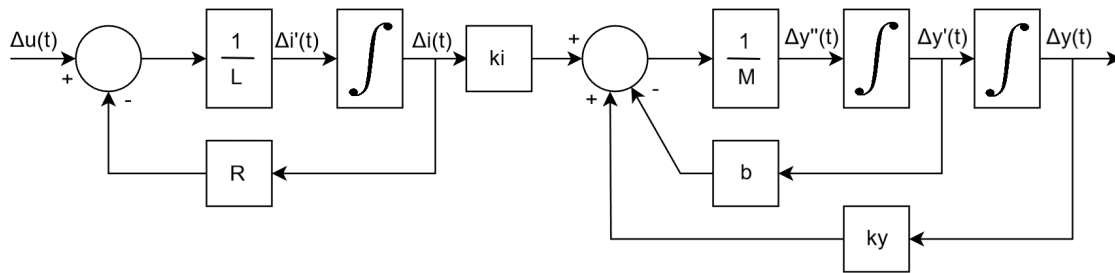 Δu(t)
+
-
1
L
Δi'(t)
∫
Δi(t)
ki
+
+
-
1
M
Δy''(t)
∫
Δy'(t)
∫
Δy(t)
R
b
ky